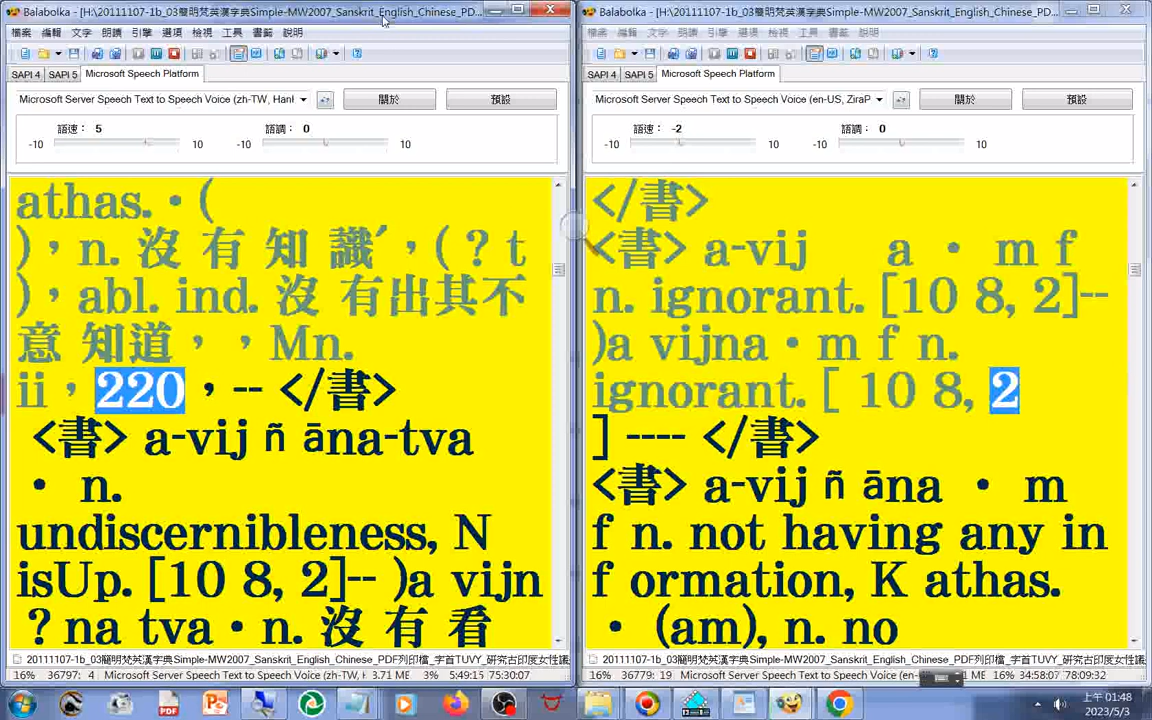 Balabolka - [H:\20111107-1b_03簡明梵英漢字典Simple-MW2007_Sanskrit_English_Chinese_PD...
檔案 編輯 文字 朗讀 引擎 選項 檢視 工具 書籤 說明
SAPI 4 SAPI 5 Microsoft Speech Platform
Microsoft Server Speech Text to Speech Voice (zh-TW, HanH 關於 預設
語速： 5 語調： 0
-10 10 -10 10
athas. • (
)，n. 沒 有 知 識ˊ，( ? t
)，abl. ind. 沒 有出其不
意 知道，，Mn.
ii，220，-- </書>
<書> a-vij ñ āna-tva
• n.
undiscernibleness, N
isUp. [10 8, 2]-- )a vijn
? na tva • n. 沒 有 看
20111107-1b_03簡明梵英漢字典Simple-MW2007_Sanskrit_English_Chinese_PDF列印檔_字首TUVY_研究古印度女性議
16% 36797: 4 Microsoft Server Speech Text to Speech Voice (zh-TW, H 3.71 ME 3% 5:49:15 75:30:07
Balabolka - [H:\20111107-1b_03簡明梵英漢字典Simple-MW2007_Sanskrit_English_Chinese_PD...
檔案 編輯 文字 朗讀 引擎 選項 檢視 工具 書籤 說明
SAPI 4 SAPI 5 Microsoft Speech Platform
Microsoft Server Speech Text to Speech Voice (en-US, ZiraP 關於 預設
語速： -2 語調： 0
-10 10 -10 10
</書>
<書> a-vij a • m f
n. ignorant. [10 8, 2]--
)a vijna • m f n.
ignorant. [ 10 8, 2
] ---- </書>
<書> a-vij ñ āna • m
f n. not having any in
f ormation, K athas.
• (am), n. no
20111107-1b_03簡明梵英漢字典Simple-MW2007_Sanskrit_English_Chinese_PDF列印檔_字首TUVY_研究古印度女性議
16% 36779: 19 Microsoft Server Speech Text to Speech Voice 16% 34:58:07 78:09:32
上午 01:48
2023/5/3